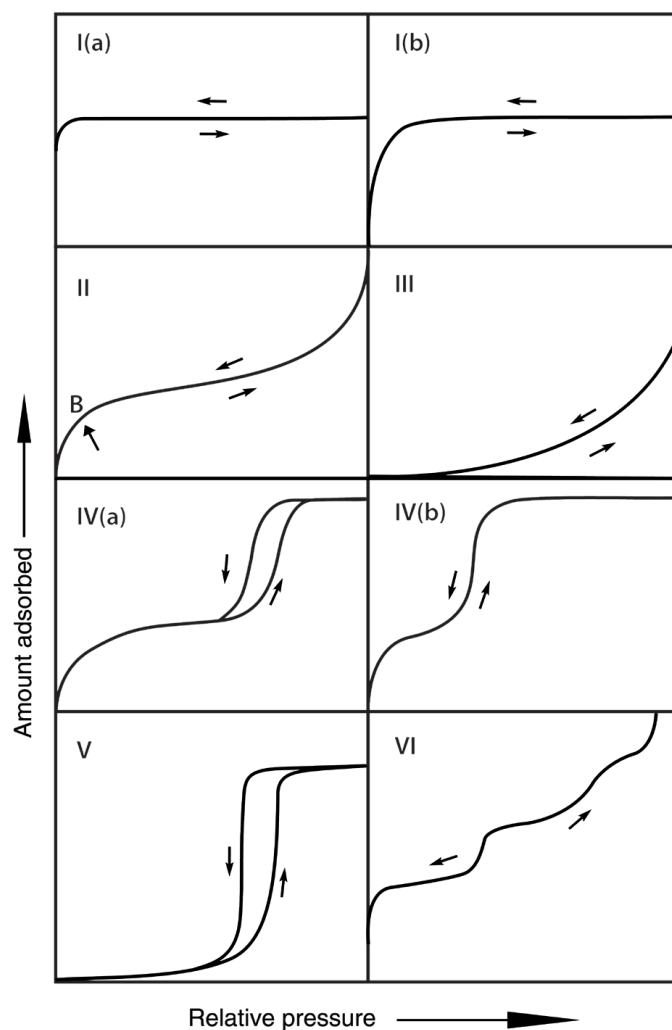 I(a)
I(b)
II
III
B
IV(a)
IV(b)
V
VI
Amount adsorbed
Relative pressure